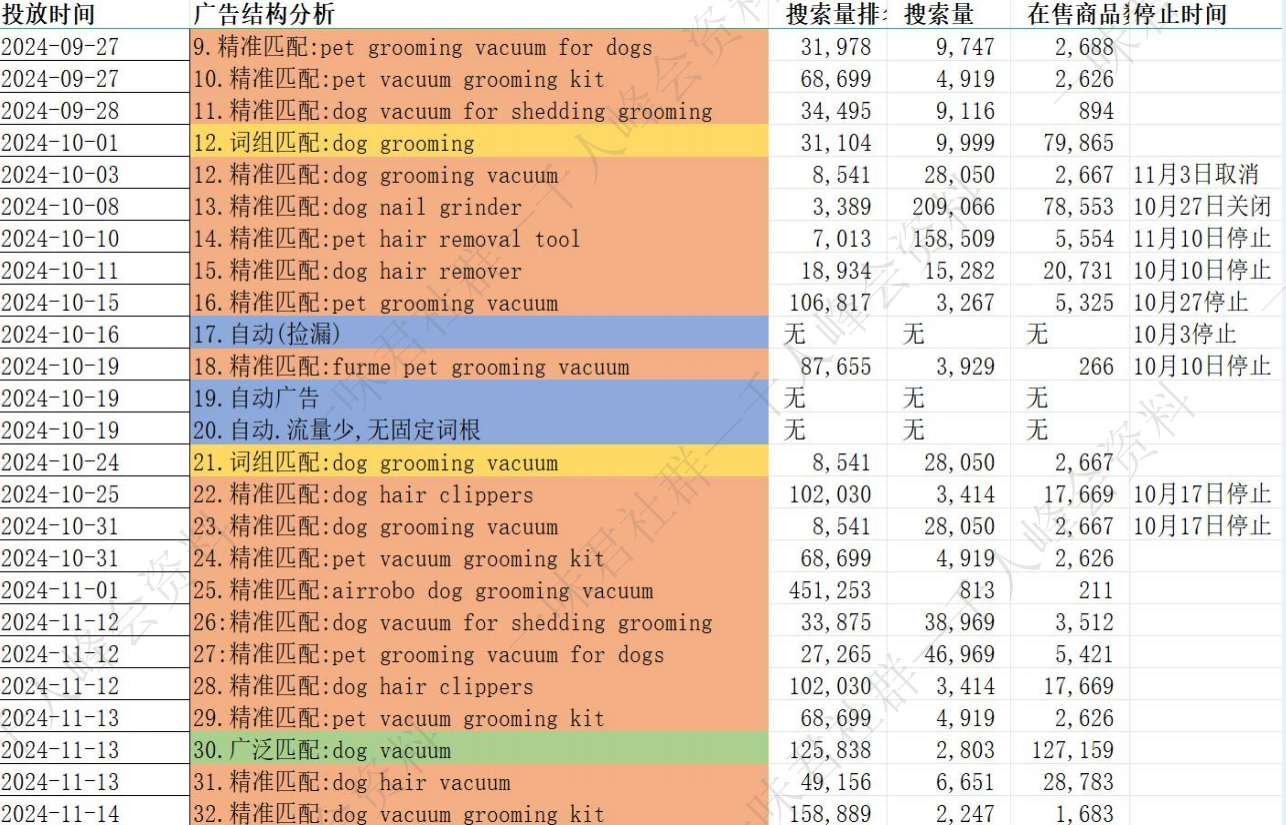 投放时间 广告结构分析 搜索量排 搜索量 在售商品 停止时间
2024-09-27 9.精准匹配:pet grooming vacuum for dogs 31,978 9,747 2,688
2024-09-27 10.精准匹配:pet vacuum grooming kit 68,699 4,919 2,626
2024-09-28 11.精准匹配:dog vacuum for shedding grooming 34,495 9,116 894
2024-10-01 12.词组匹配:dog grooming 31,104 9,999 79,865
2024-10-03 12.精准匹配:dog grooming vacuum 8,541 28,050 2,667 11月3日取消
2024-10-08 13.精准匹配:dog nail grinder 3,389 209,066 78,553 10月27日关闭
2024-10-10 14.精准匹配:pet hair removal tool 7,013 158,509 5,554 11月10日停止
2024-10-11 15.精准匹配:dog hair remover 18,934 15,282 20,731 10月10日停止
2024-10-15 16.精准匹配:pet grooming vacuum 106,817 3,267 5,325 10月27停止
2024-10-16 17.自动(捡漏) 无 无 无 10月3停止
2024-10-19 18.精准匹配:furme pet grooming vacuum 87,655 3,929 266 10月10日停止
2024-10-19 19.自动广告 无 无 无
2024-10-19 20.自动.流量少,无固定词根 无 无 无
2024-10-24 21.词组匹配:dog grooming vacuum 8,541 28,050 2,667
2024-10-25 22.精准匹配:dog hair clippers 102,030 3,414 17,669 10月17日停止
2024-10-31 23.精准匹配:dog grooming vacuum 8,541 28,050 2,667 10月17日停止
2024-10-31 24.精准匹配:pet vacuum grooming kit 68,699 4,919 2,626
2024-11-01 25.精准匹配:airrobo dog grooming vacuum 451,253 813 211
2024-11-12 26:精准匹配:dog vacuum for shedding grooming 33,875 38,969 3,512
2024-11-12 27:精准匹配:pet grooming vacuum for dogs 27,265 46,969 5,421
2024-11-12 28.精准匹配:dog hair clippers 102,030 3,414 17,669
2024-11-13 29.精准匹配:pet vacuum grooming kit 68,699 4,919 2,626
2024-11-13 30.广泛匹配:dog vacuum 125,838 2,803 127,159
2024-11-13 31.精准匹配:dog hair vacuum 49,156 6,651 28,783
2024-11-14 32.精准匹配:dog vacuum grooming kit 158,889 2,247 1,683
一味君社群—千人峰会资料